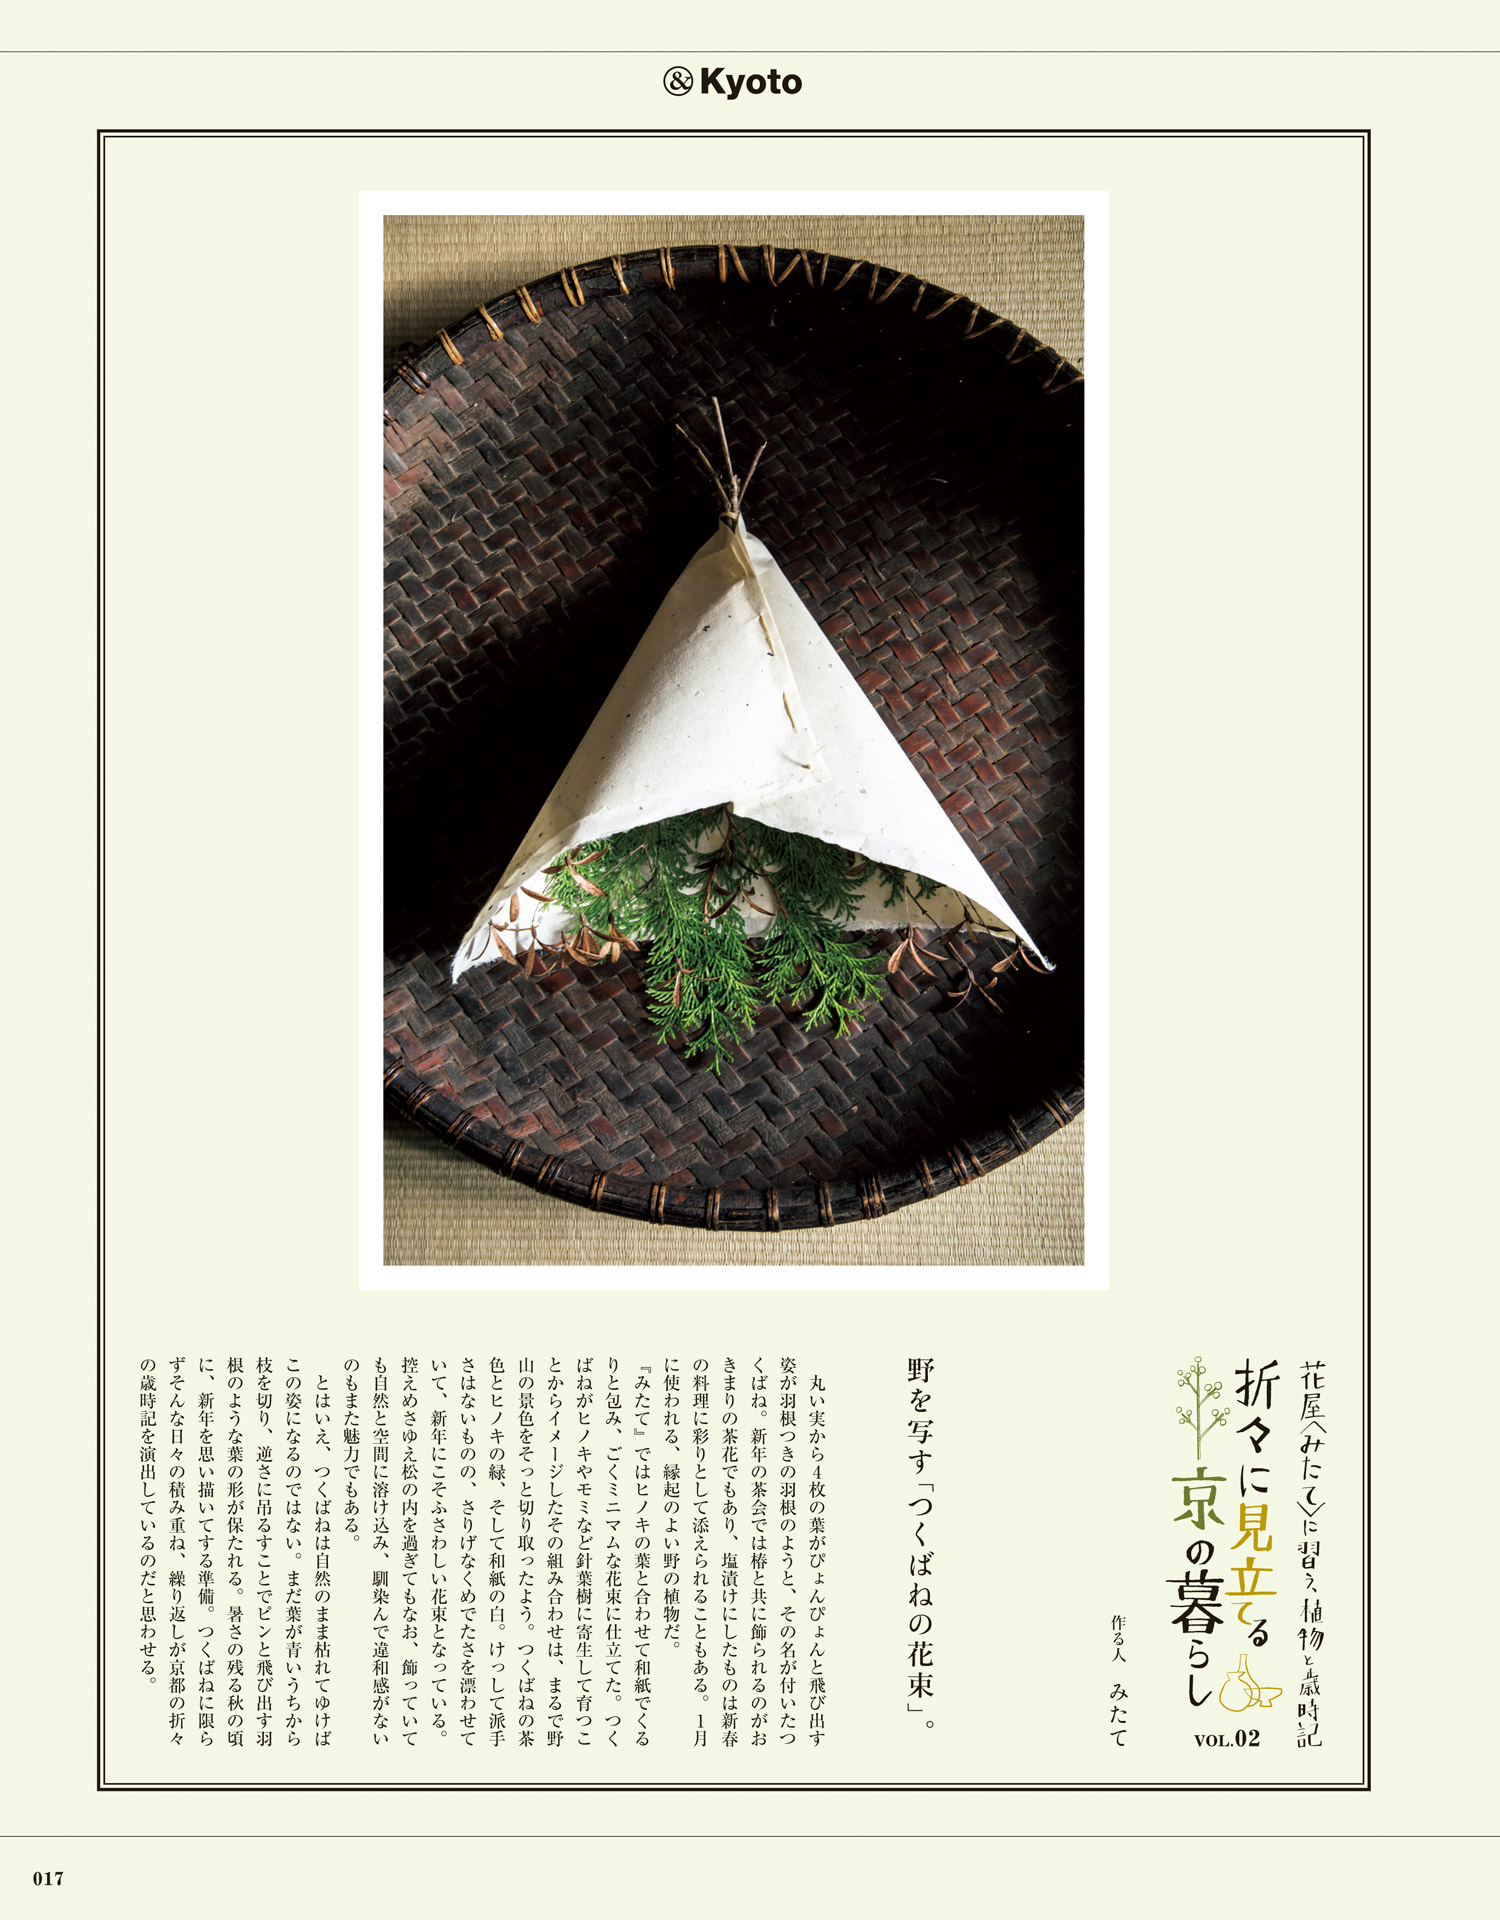 & Kyoto
花屋〈みたて〉に習う、植物と歳時記
折々に見立てる
京の暮らし
VOL.02
作る人　みたて
野を写す「つくばねの花束」。
丸い実から4枚の葉がぴょんぴょんと飛び出す
姿が羽根つきの羽根のようと、その名が付いたつ
くばね。新年の茶会では椿と共に飾られるのがお
きまりの茶花でもあり、塩漬けにしたものは新春
の料理に彩りとして添えられることもある。1月
に使われる、縁起のよい野の植物だ。
『みたて』ではヒノキの葉と合わせて和紙でくる
りと包み、ごくミニマムな花束に仕立てた。つく
ばねがヒノキやモミなど針葉樹に寄生して育つこ
とからイメージしたその組み合わせは、まるで野
山の景色をそっと切り取ったよう。つくばねの茶
色とヒノキの緑、そして和紙の白。けっして派手
さはないものの、さりげなくめでたさを漂わせて
いて、新年にこそふさわしい花束となっている。
控えめさゆえ松の内を過ぎてもなお、飾っていて
も自然と空間に溶け込み、馴染んで違和感がない
のもまた魅力でもある。
とはいえ、つくばねは自然のまま枯れてゆけば
この姿になるのではない。まだ葉が青いうちから
枝を切り、逆さに吊るすことでピンと飛び出す羽
根のような葉の形が保たれる。暑さの残る秋の頃
に、新年を思い描いてする準備。つくばねに限ら
ずそんな日々の積み重ね、繰り返しが京都の折々
の歳時記を演出しているのだと思わせる。
017